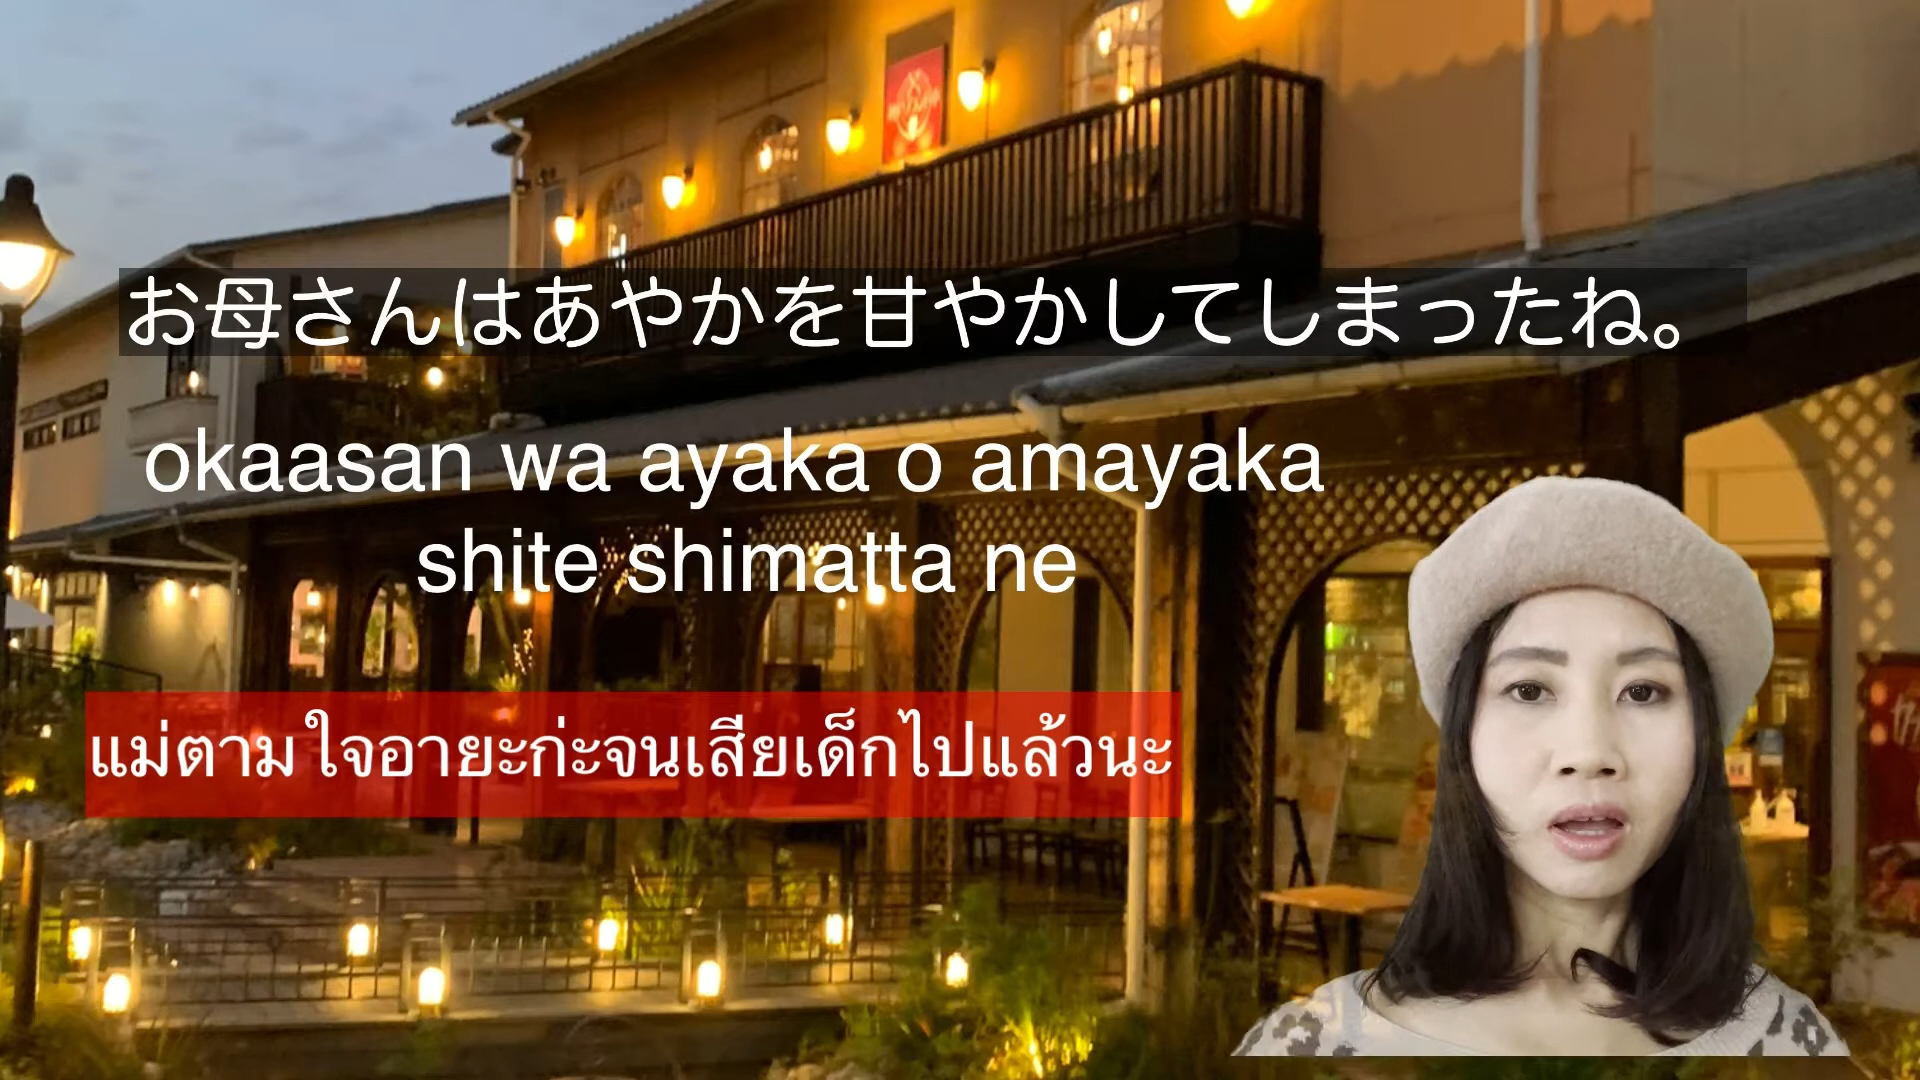 お母さんはあやかを甘やかしてしまったね。
okaasan wa ayaka o amayaka
shite shimatta ne
แม่ตามใจอายะก่ะจนเสียเด็กไปแล้วนะ